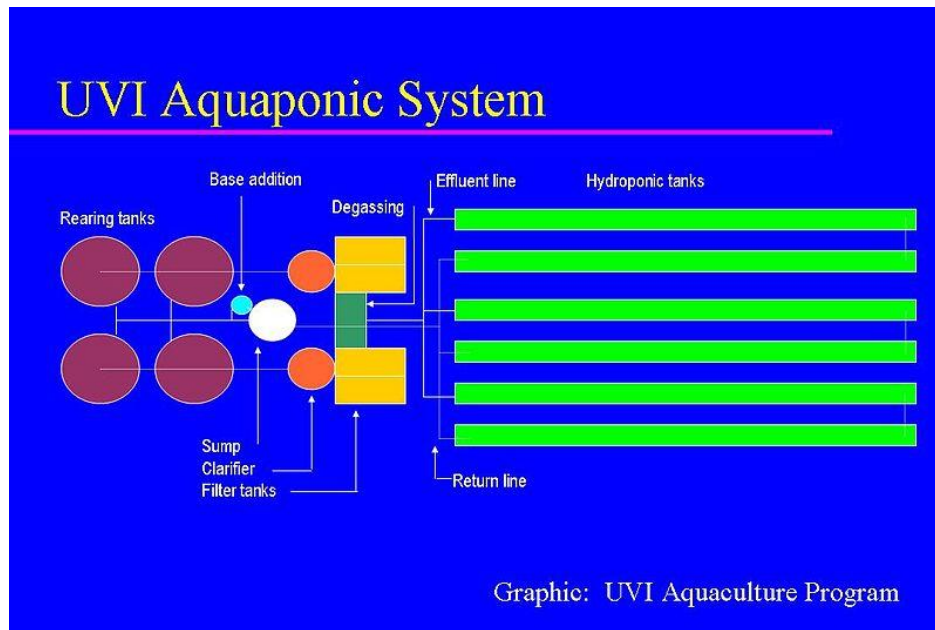 UVI Aquaponic System
Base addition
Effluent line
Hydroponic tanks
Degassing
Rearing tanks
Sump
Clarifier
Filter tanks
Return line
Graphic: UVI Aquaculture Program